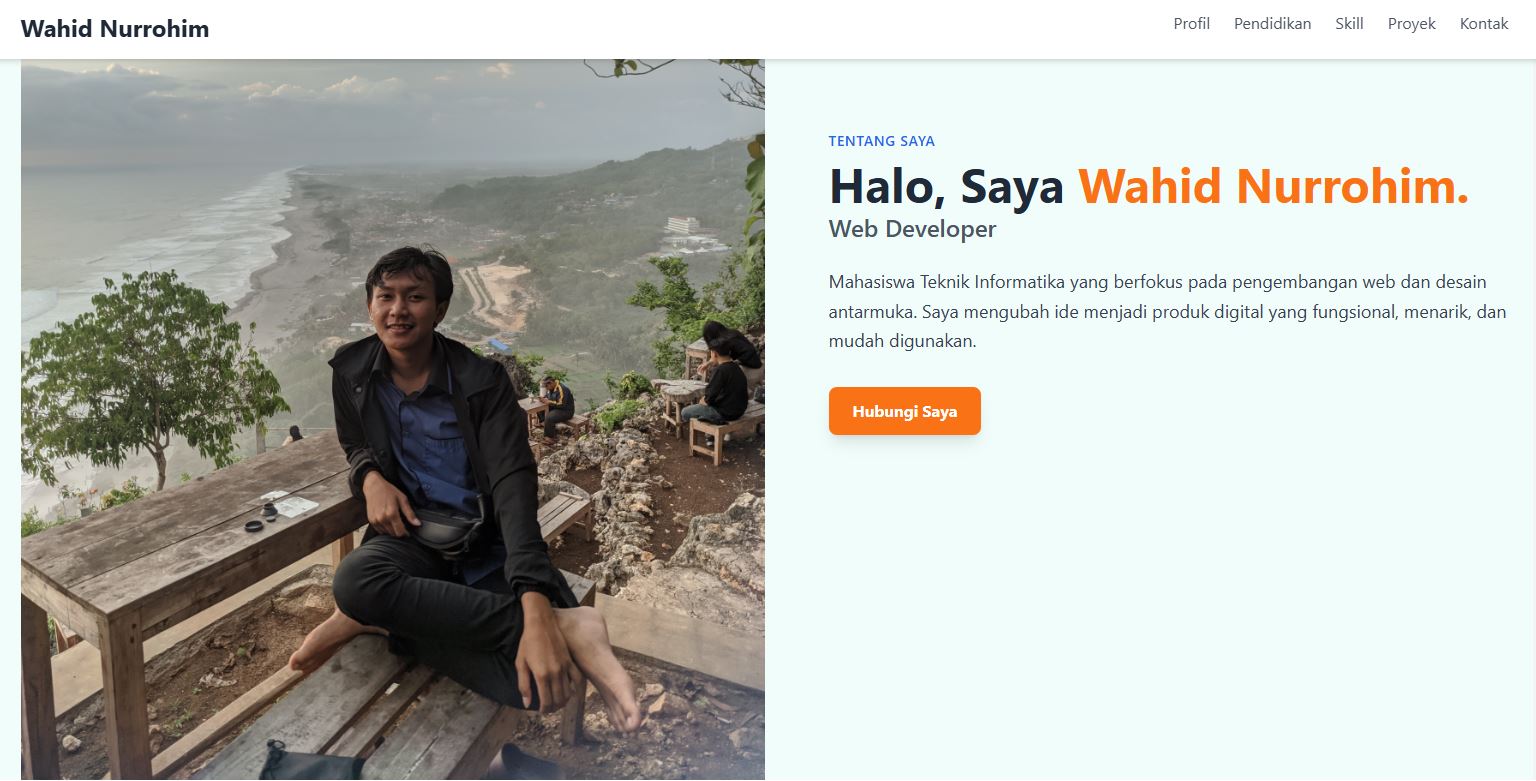 Wahid Nurrohim
Profil Pendidikan Skill Proyek Kontak
TENTANG SAYA
Halo, Saya Wahid Nurrohim.
Web Developer
Mahasiswa Teknik Informatika yang berfokus pada pengembangan web dan desain
antarmuka. Saya mengubah ide menjadi produk digital yang fungsional, menarik, dan
mudah digunakan.
Hubungi Saya